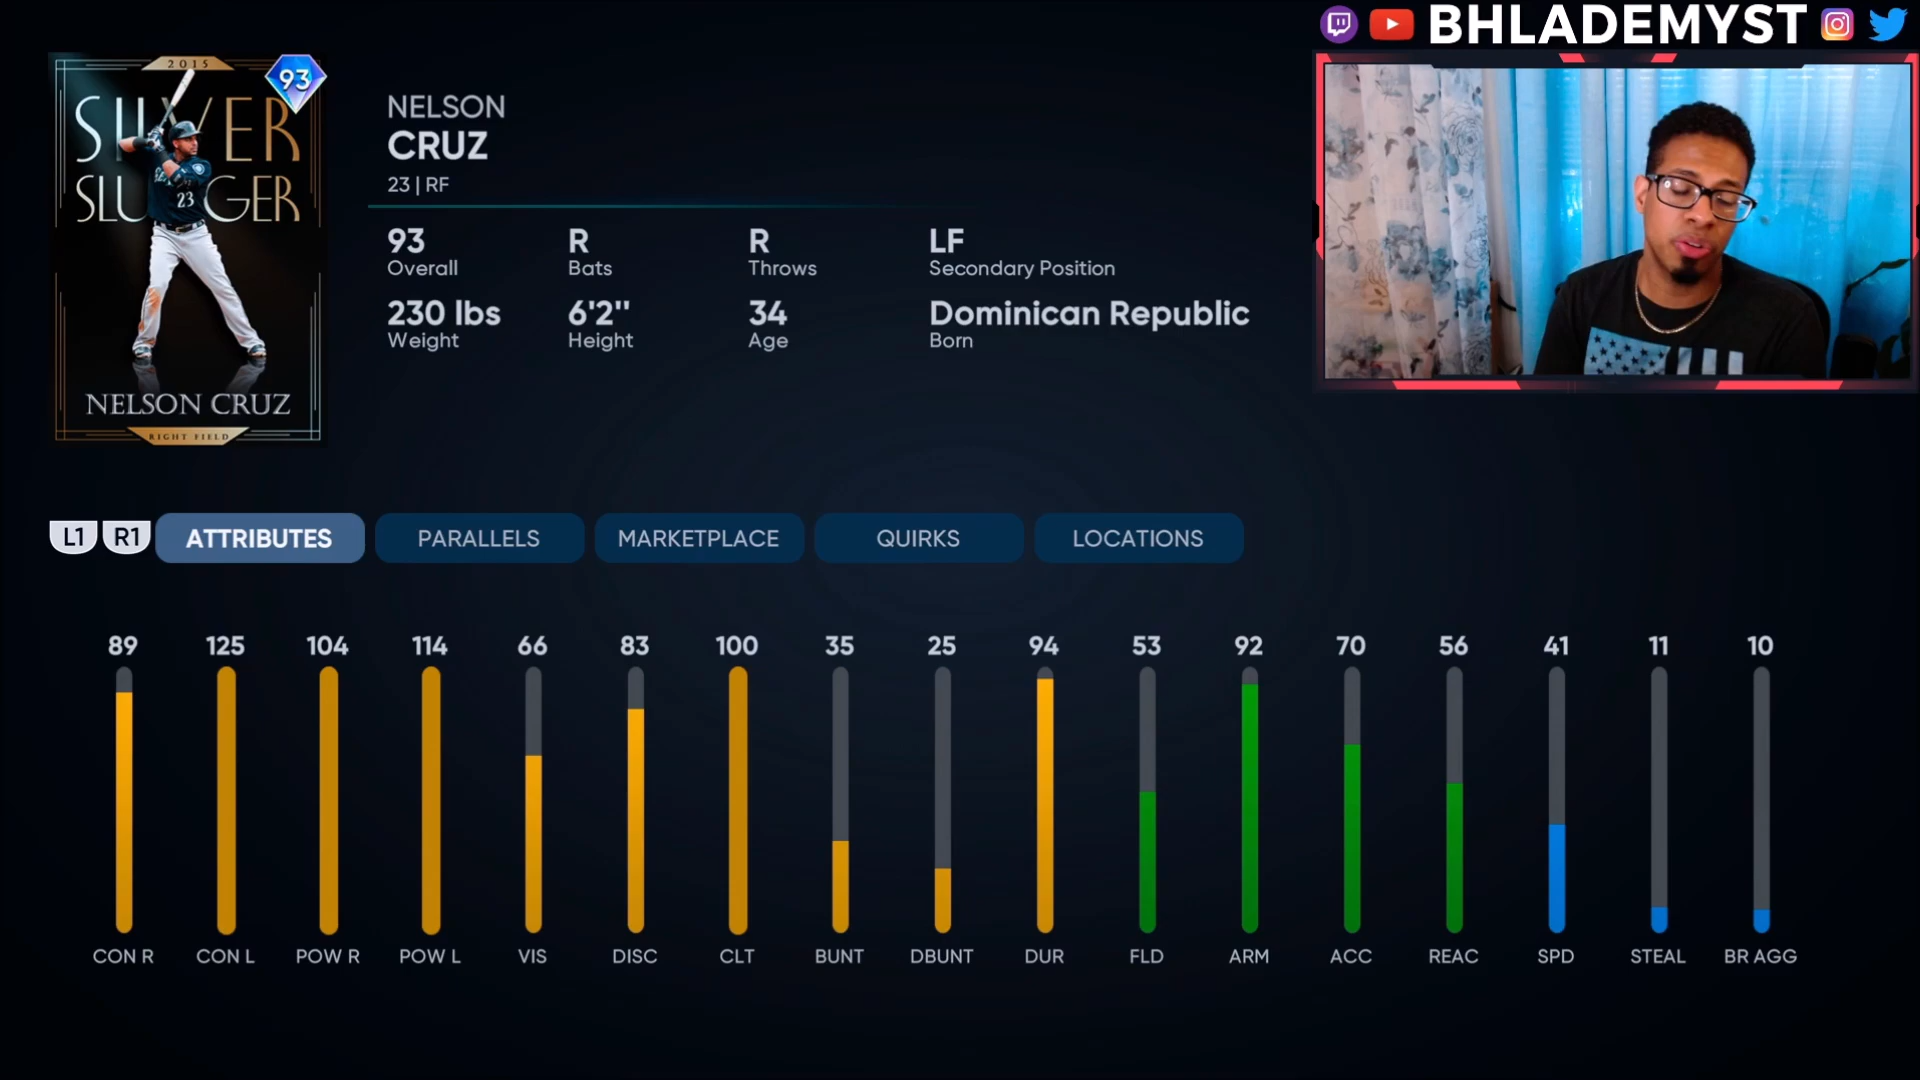 BHLADEMYST
2015
93
SILVER
SLUGGER
23
NELSON CRUZ
RIGHT FIELD
NELSON
CRUZ
23 | RF
93 R R LF
Overall Bats Throws Secondary Position
230 lbs 6'2" 34 Dominican Republic
Weight Height Age Born
L1 R1 ATTRIBUTES PARALLELS MARKETPLACE QUIRKS LOCATIONS
89 125 104 114 66 83 100 35 25 94 53 92 70 56 41 11 10
CON R CON L POW R POW L VIS DISC CLT BUNT DBUNT DUR FLD ARM ACC REAC SPD STEAL BR AGG